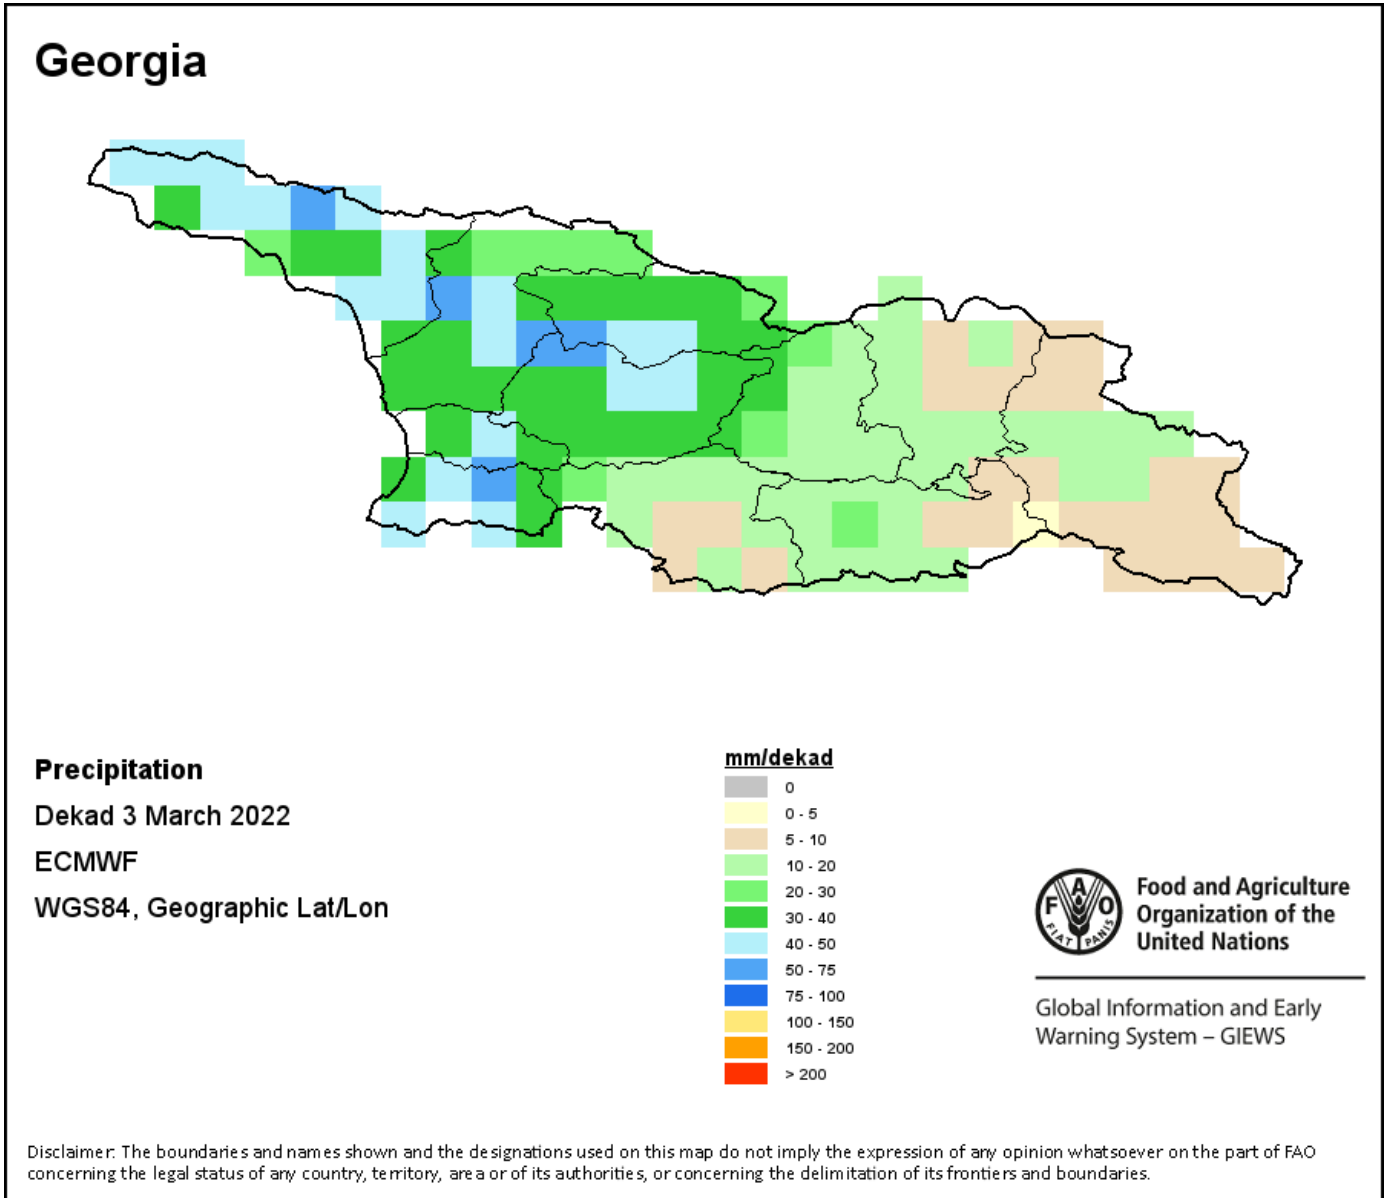 Georgia
Precipitation
Dekad 3 March 2022
ECMWF
WGS84, Geographic Lat/Lon
mm/dekad
0
0 - 5
5 - 10
10 - 20
20 - 30
30 - 40
40 - 50
50 - 75
75 - 100
100 - 150
150 - 200
> 200
F A O
FIAT PANIS
Food and Agriculture
Organization of the
United Nations
Global Information and Early
Warning System – GIEWS
Disclaimer: The boundaries and names shown and the designations used on this map do not imply the expression of any opinion whatsoever on the part of FAO
concerning the legal status of any country, territory, area or of its authorities, or concerning the delimitation of its frontiers and boundaries.